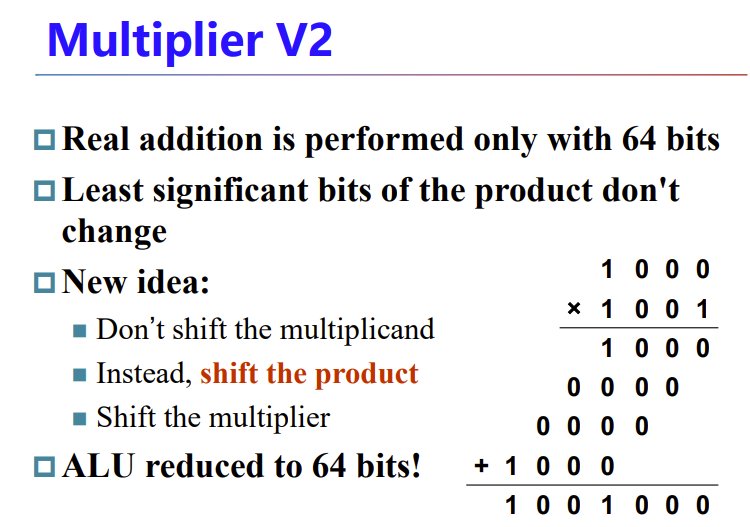 Multiplier V2
Real addition is performed only with 64 bits
Least significant bits of the product don't
change
New idea:
Don’t shift the multiplicand
Instead, shift the product
Shift the multiplier
ALU reduced to 64 bits!
1 0 0 0
× 1 0 0 1
1 0 0 0
0 0 0 0
0 0 0 0
+ 1 0 0 0
1 0 0 1 0 0 0